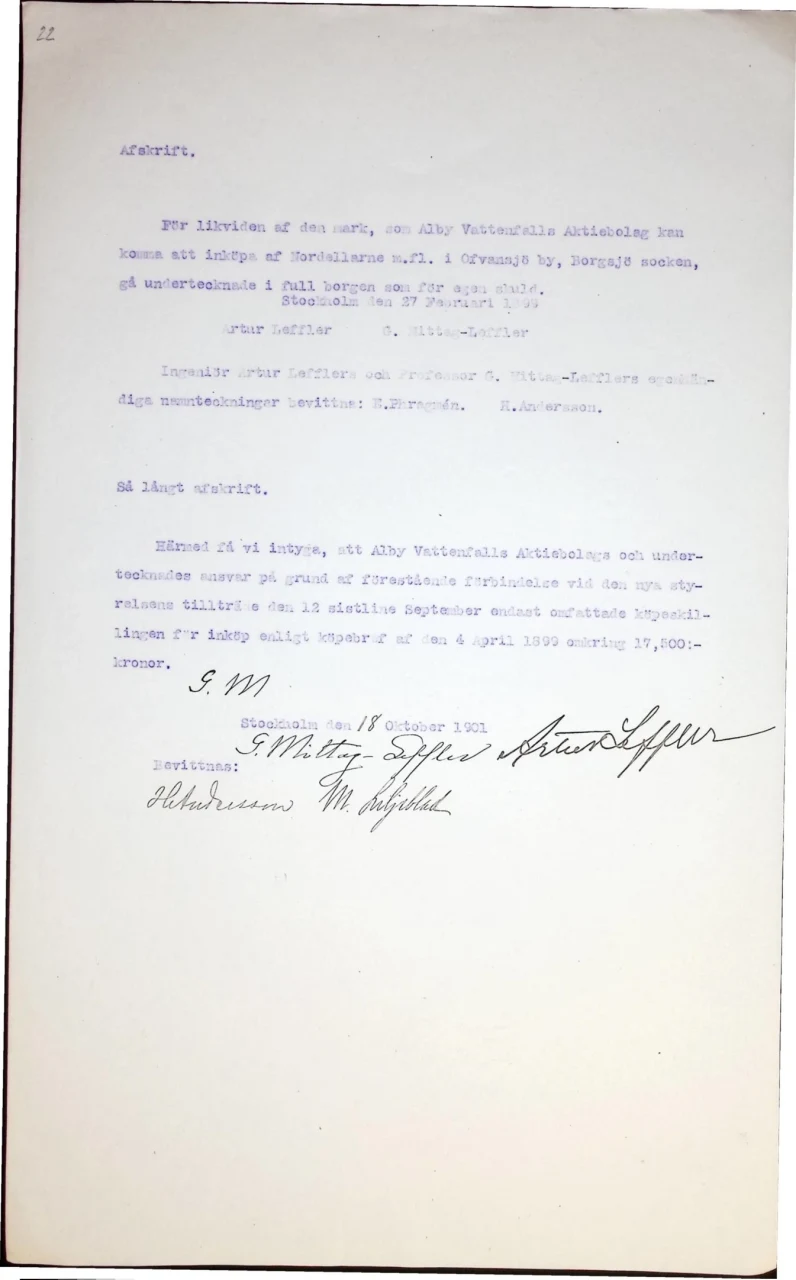 22
Afskrift.
För likviden af den mark, som Alby Vattenfalls Aktiebolag kan
komma att inköpa af Nordellarne m.fl. i Ofvansjö by, Borgsjö socken,
gå undertecknade i full borgen som för egen skuld.
Stockholm den 27 Februari 1899
Artur Leffler G. Mittag-Leffler
Ingeniör Artur Lefflers och Professor G. Mittag-Lefflers egenhän-
diga namnteckningar bevittna: E.Phragmén. H.Andersson.
Så långt afskrift.
Härmed få vi intyga, att Alby Vattenfalls Aktiebolags och under-
tecknades ansvar på grund af förestående förbindelse vid den nya sty-
relsens tillträde den 12 sistline September endast omfattade köpeskil-
lingen för inköp enligt köpebref af den 4 April 1899 omkring 17,500:-
kronor.
G. M
Stockholm den 18 Oktober 1901
G. Mittag-Leffler Artur Leffler
Bevittnas:
H Andersson M. Liljeblad